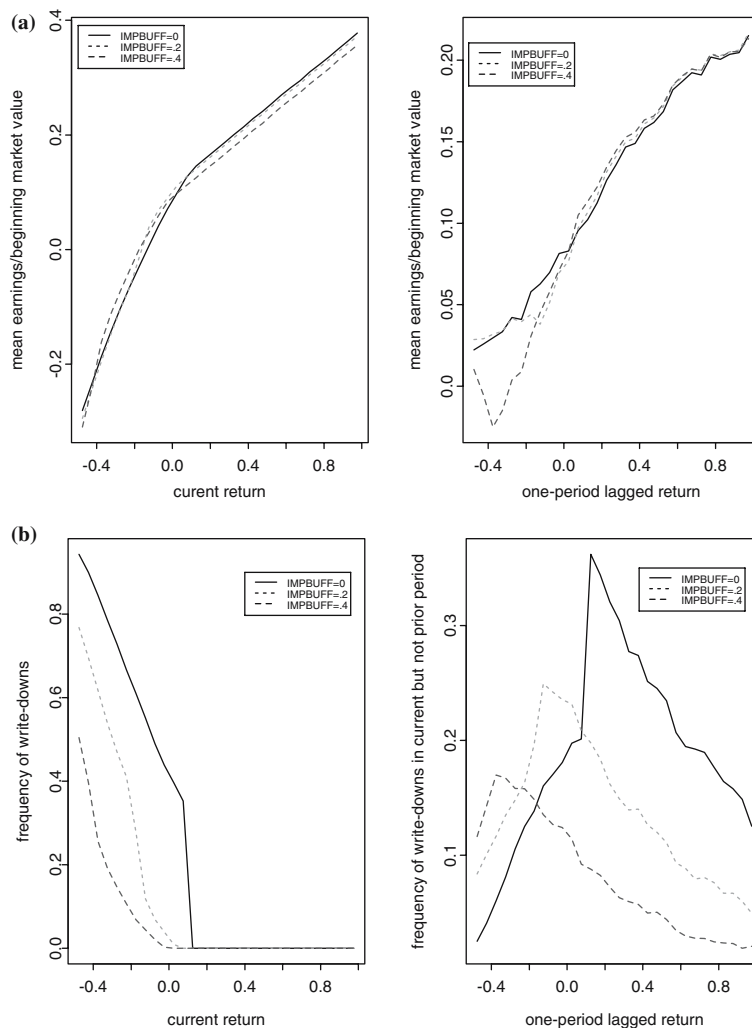 (a)
mean earnings/beginning market value
-0.2
0.0
0.2
0.4
IMPBUFF=0
IMPBUFF=.2
IMPBUFF=.4
-0.4
0.0
0.4
0.8
curent return
mean earnings/beginning market value
0.0
0.05
0.10
0.15
0.20
IMPBUFF=0
IMPBUFF=.2
IMPBUFF=.4
-0.4
0.0
0.4
0.8
one-period lagged return
(b)
frequency of write-downs
0.0
0.2
0.4
0.6
0.8
IMPBUFF=0
IMPBUFF=.2
IMPBUFF=.4
-0.4
0.0
0.4
0.8
current return
frequency of write-downs in current but not prior period
0.1
0.2
0.3
IMPBUFF=0
IMPBUFF=.2
IMPBUFF=.4
-0.4
0.0
0.4
0.8
one-period lagged return